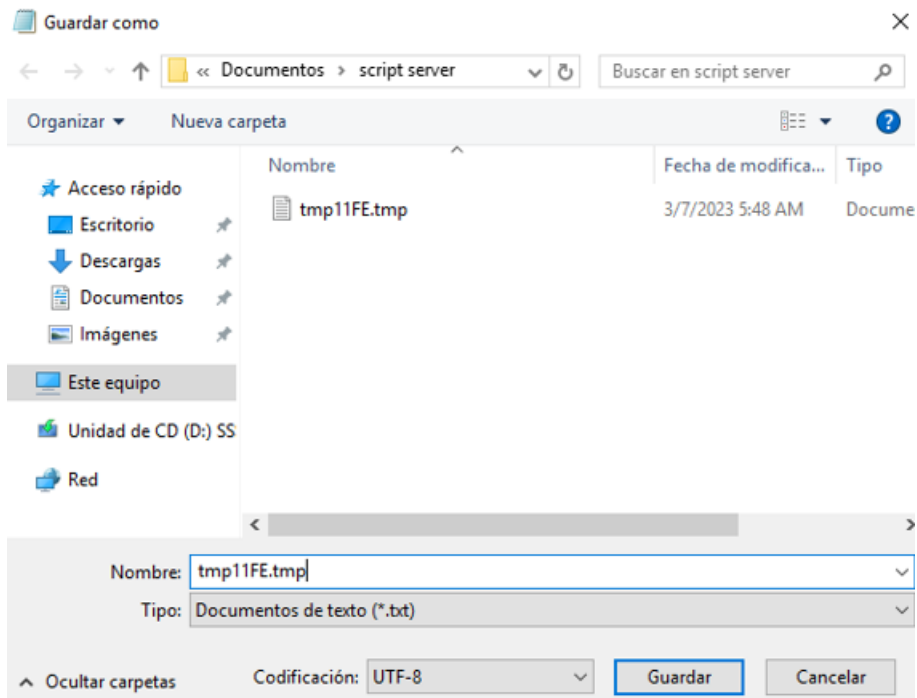 Guardar como
« Documentos > script server
Buscar en script server
Organizar
Nueva carpeta
Nombre
Fecha de modifica...
Tipo
Acceso rápido
Escritorio
Descargas
Documentos
Imágenes
Este equipo
Unidad de CD (D:) SS
Red
tmp11FE.tmp
3/7/2023 5:48 AM
Docume
Nombre: tmp11FE.tmp
Tipo: Documentos de texto (*.txt)
Ocultar carpetas
Codificación: UTF-8
Guardar
Cancelar